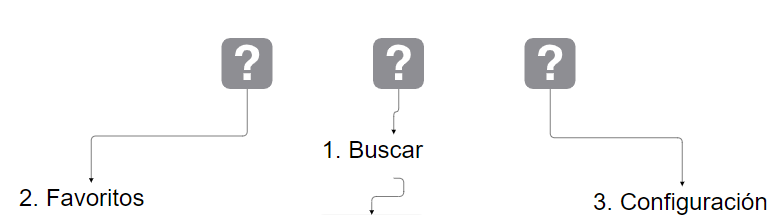 ? ? ?
1. Buscar
2. Favoritos
3. Configuración